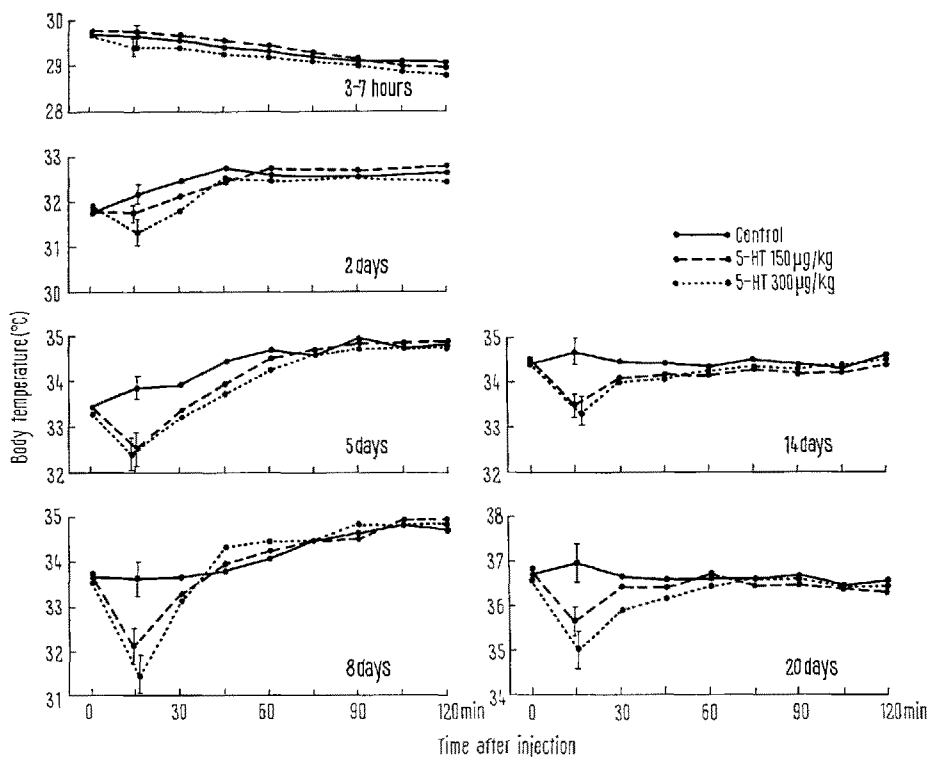 30
29
28
3-7 hours
33
32
31
30
2 days
Control
5-HT 150 µg/kg
5-HT 300 µg/kg
Body temperature (°C)
35
34
33
32
5 days
35
34
33
32
14 days
35
34
33
32
31
8 days
0 30 60 90 120 min
38
37
36
35
34
20 days
0 30 60 90 120 min
Time after injection